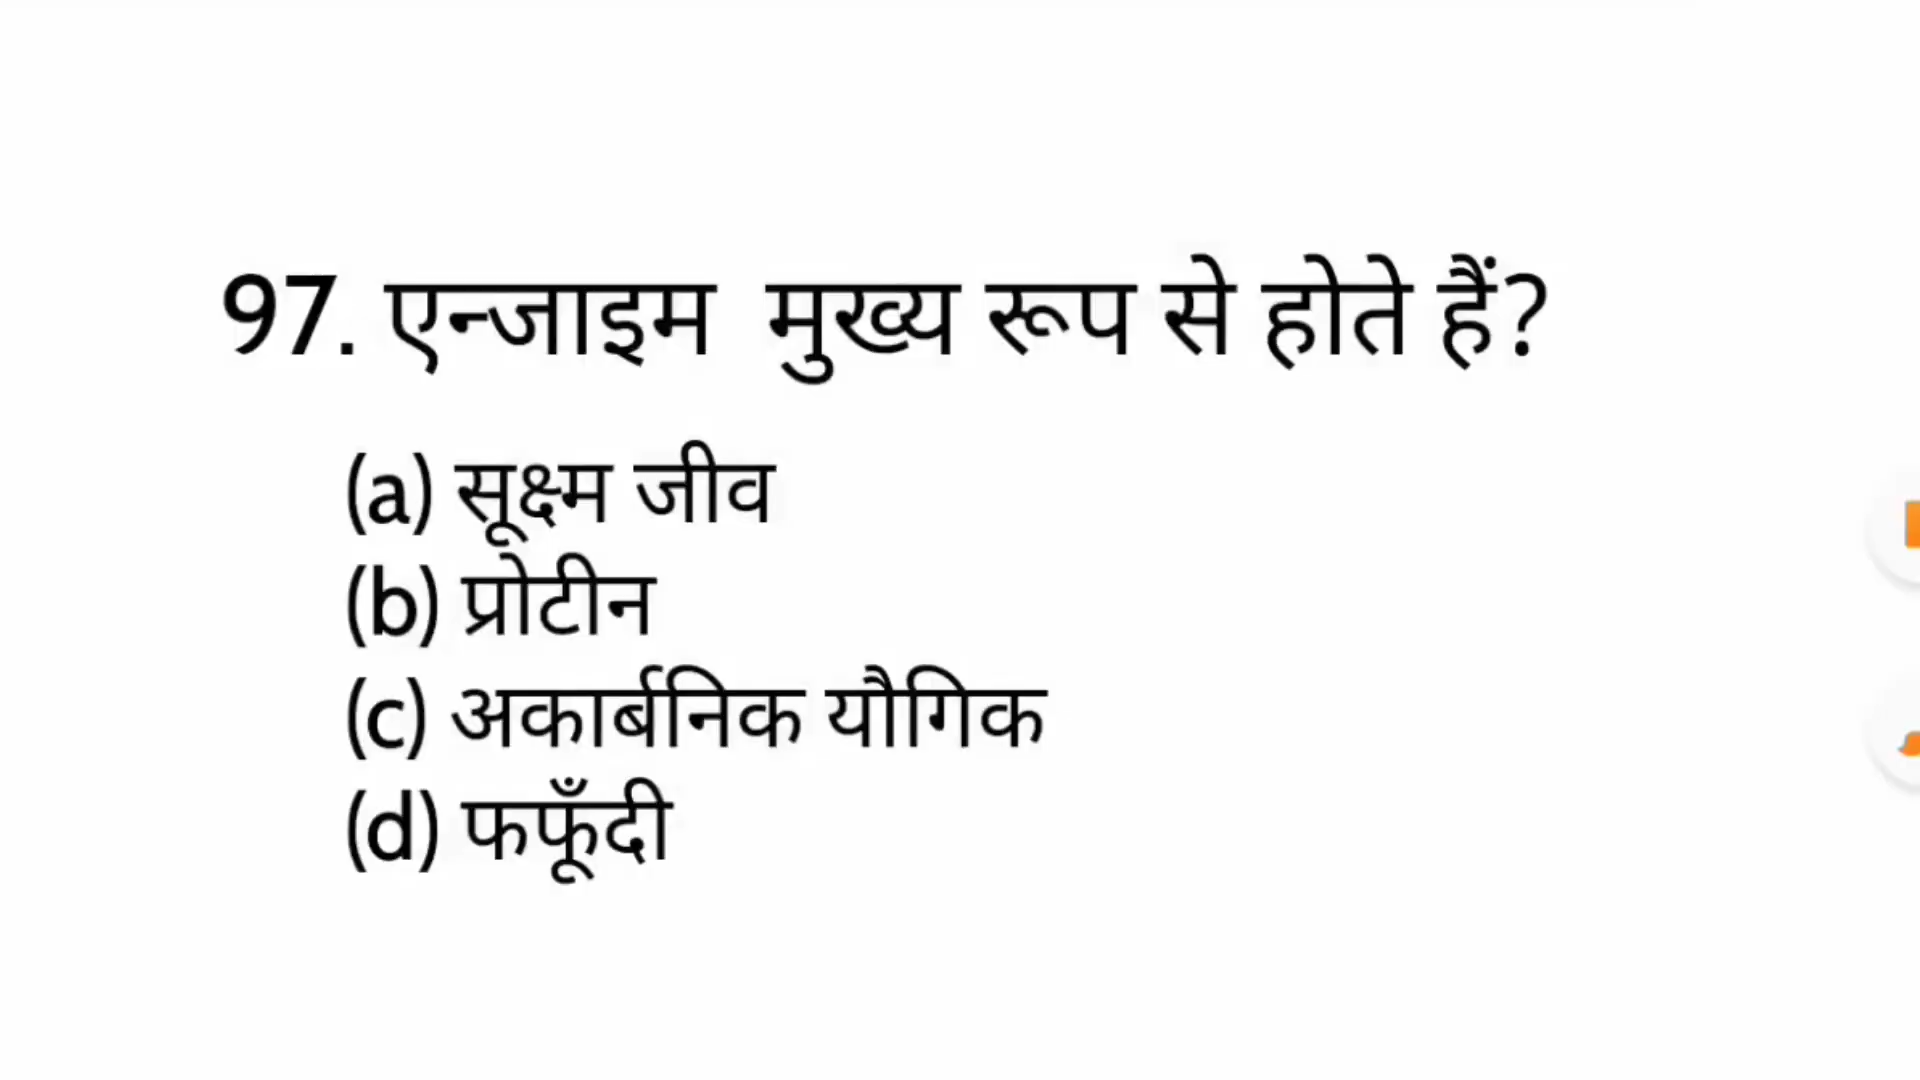 97. एन्जाइम मुख्य रूप से होते हैं?
(a) सूक्ष्म जीव
(b) प्रोटीन
(c) अकार्बनिक यौगिक
(d) फफूँदी